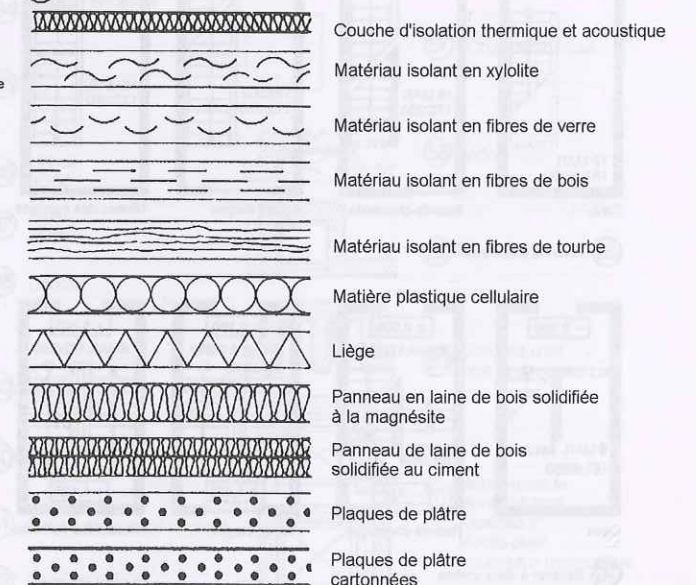 Couche d'isolation thermique et acoustique
Matériau isolant en xylolite
Matériau isolant en fibres de verre
Matériau isolant en fibres de bois
Matériau isolant en fibres de tourbe
Matière plastique cellulaire
Liège
Panneau en laine de bois solidifiée
à la magnésite
Panneau de laine de bois
solidifiée au ciment
Plaques de plâtre
Plaques de plâtre
cartonnées